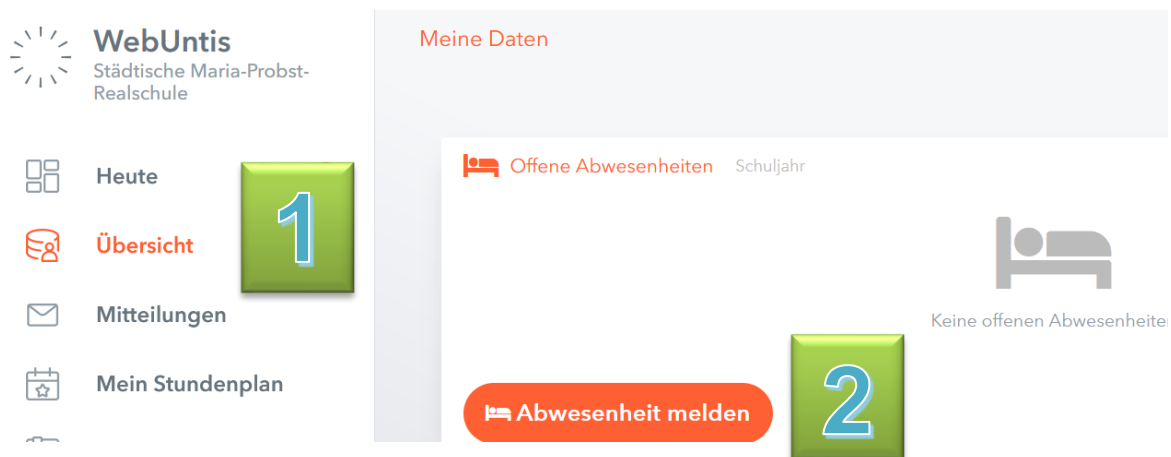 WebUntis
Städtische Maria-Probst-
Realschule
Heute
Übersicht
Mitteilungen
Mein Stundenplan
1
Meine Daten
Offene Abwesenheiten Schuljahr
Keine offenen Abwesenheiten
Abwesenheit melden
2